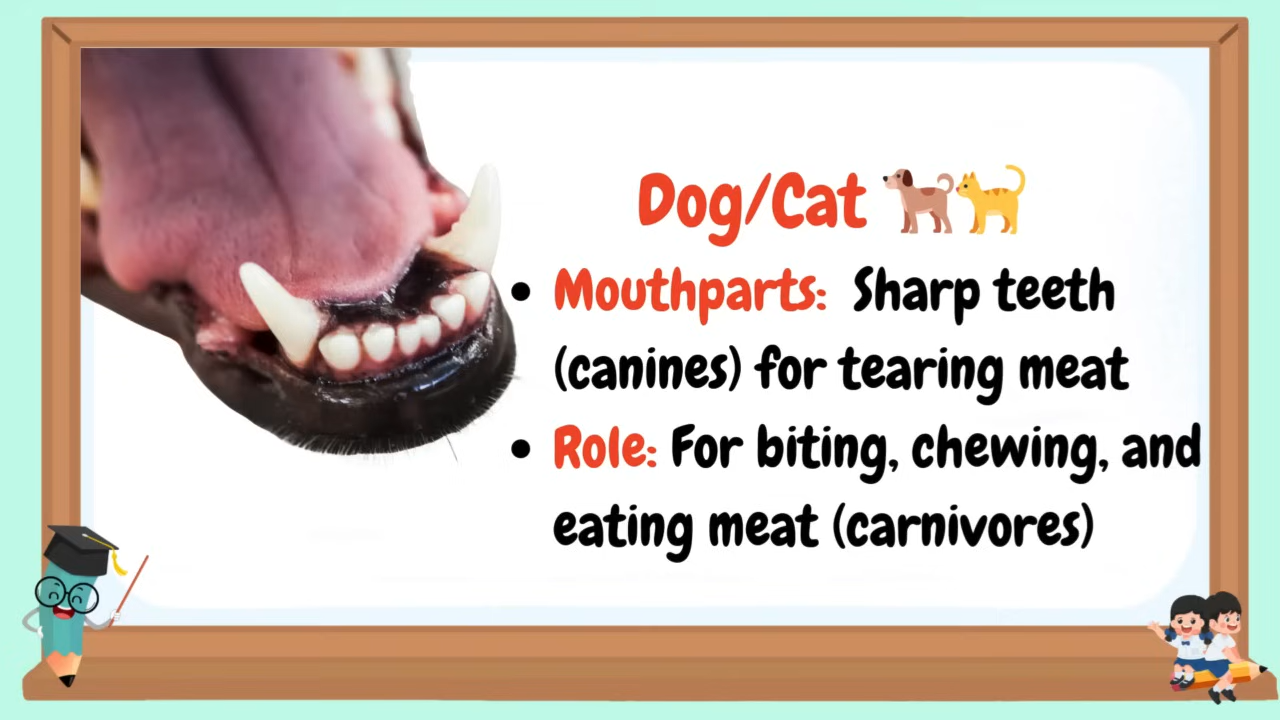 Dog/Cat
• Mouthparts: Sharp teeth
(canines) for tearing meat
• Role: For biting, chewing, and
eating meat (carnivores)